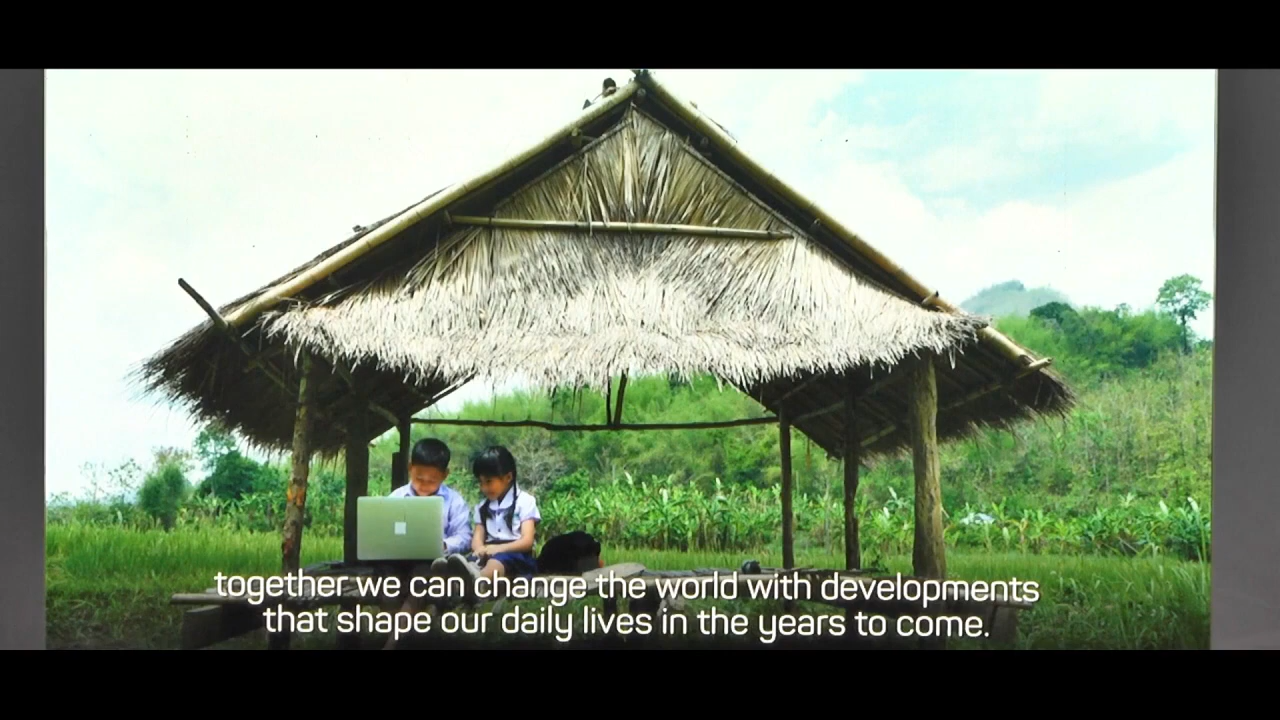 together we can change the world with developments
that shape our daily lives in the years to come.